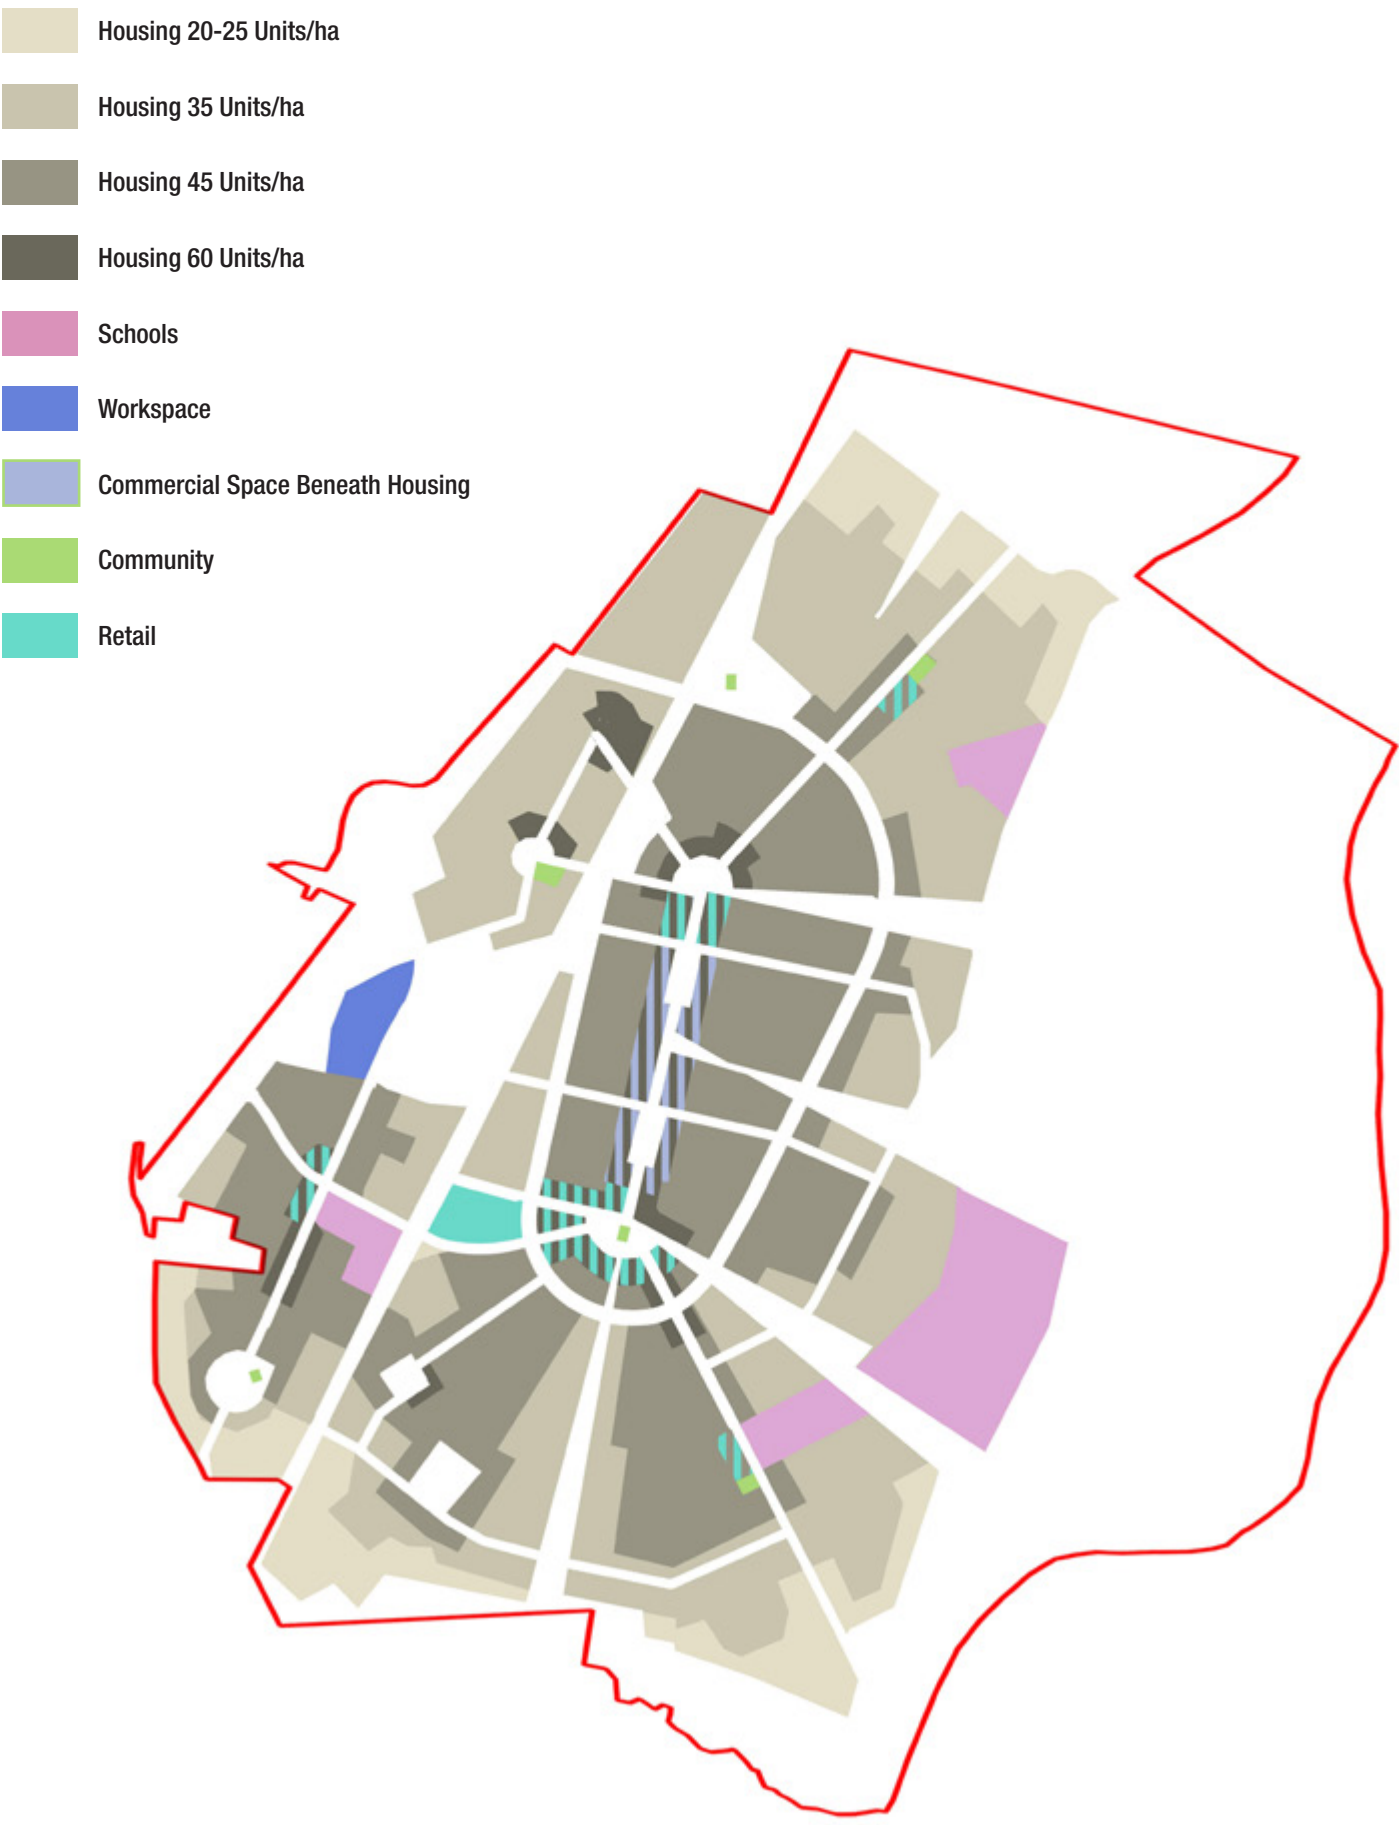 Housing 20-25 Units/ha
Housing 35 Units/ha
Housing 45 Units/ha
Housing 60 Units/ha
Schools
Workspace
Commercial Space Beneath Housing
Community
Retail